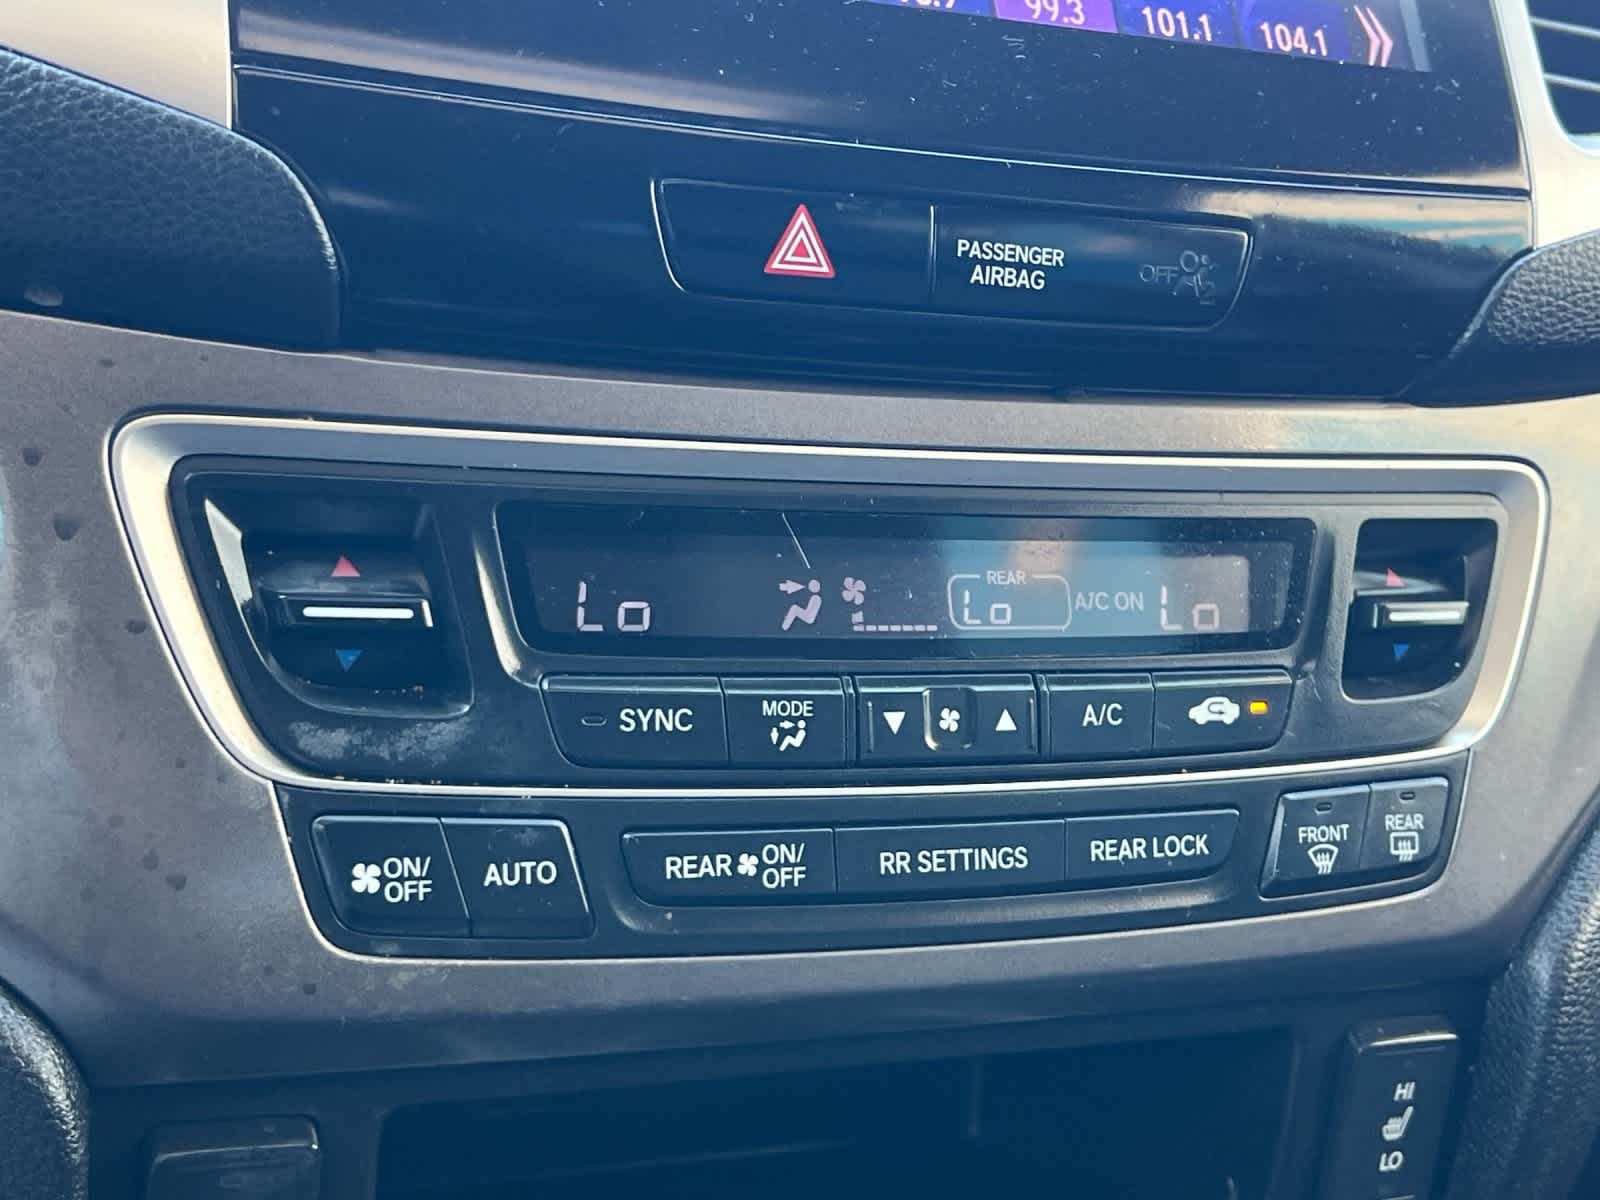 99.3
101.1
104.1
PASSENGER
AIRBAG
OFF
2
REAR
Lo
Lo
A/C ON
Lo
SYNC
MODE
A/C
ON/
OFF
AUTO
REAR
ON/
OFF
RR SETTINGS
REAR LOCK
FRONT
REAR
HI
LO